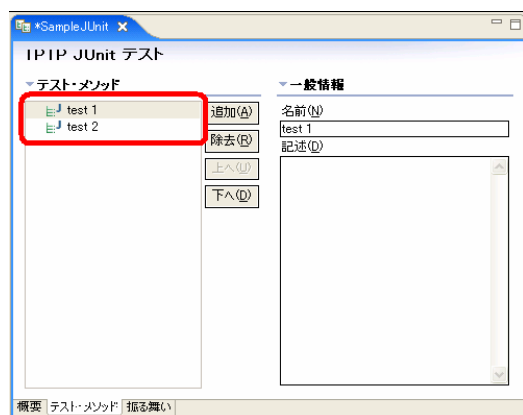 *SampleJUnit
TPTP JUnit テスト
テスト・メソッド
test 1
test 2
追加(A)
除去(R)
上へ(U)
下へ(D)
一般情報
名前(N)
test 1
記述(D)
概要 テスト・メソッド 振る舞い